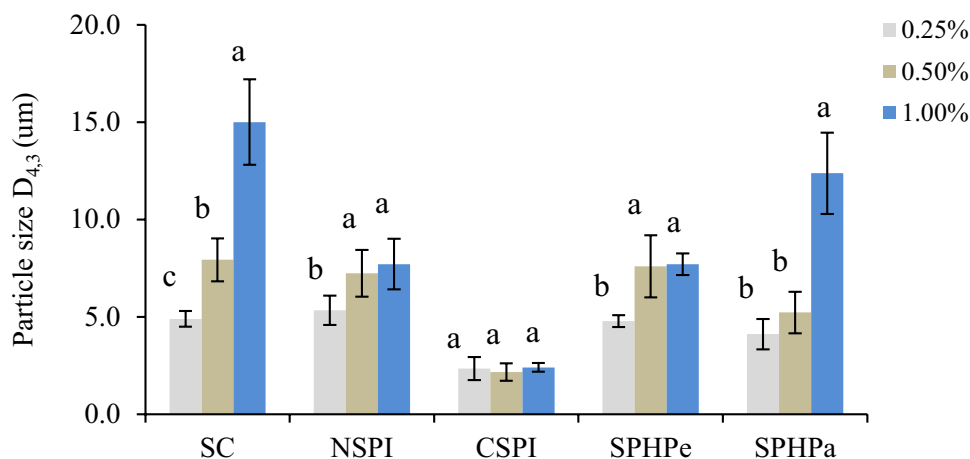 20.0
15.0
10.0
5.0
0.0
Particle size D4,3 (um)
c b a
b a a
a a a
b a a
b b a
SC NSPI CSPI SPHPe SPHPa
0.25%
0.50%
1.00%